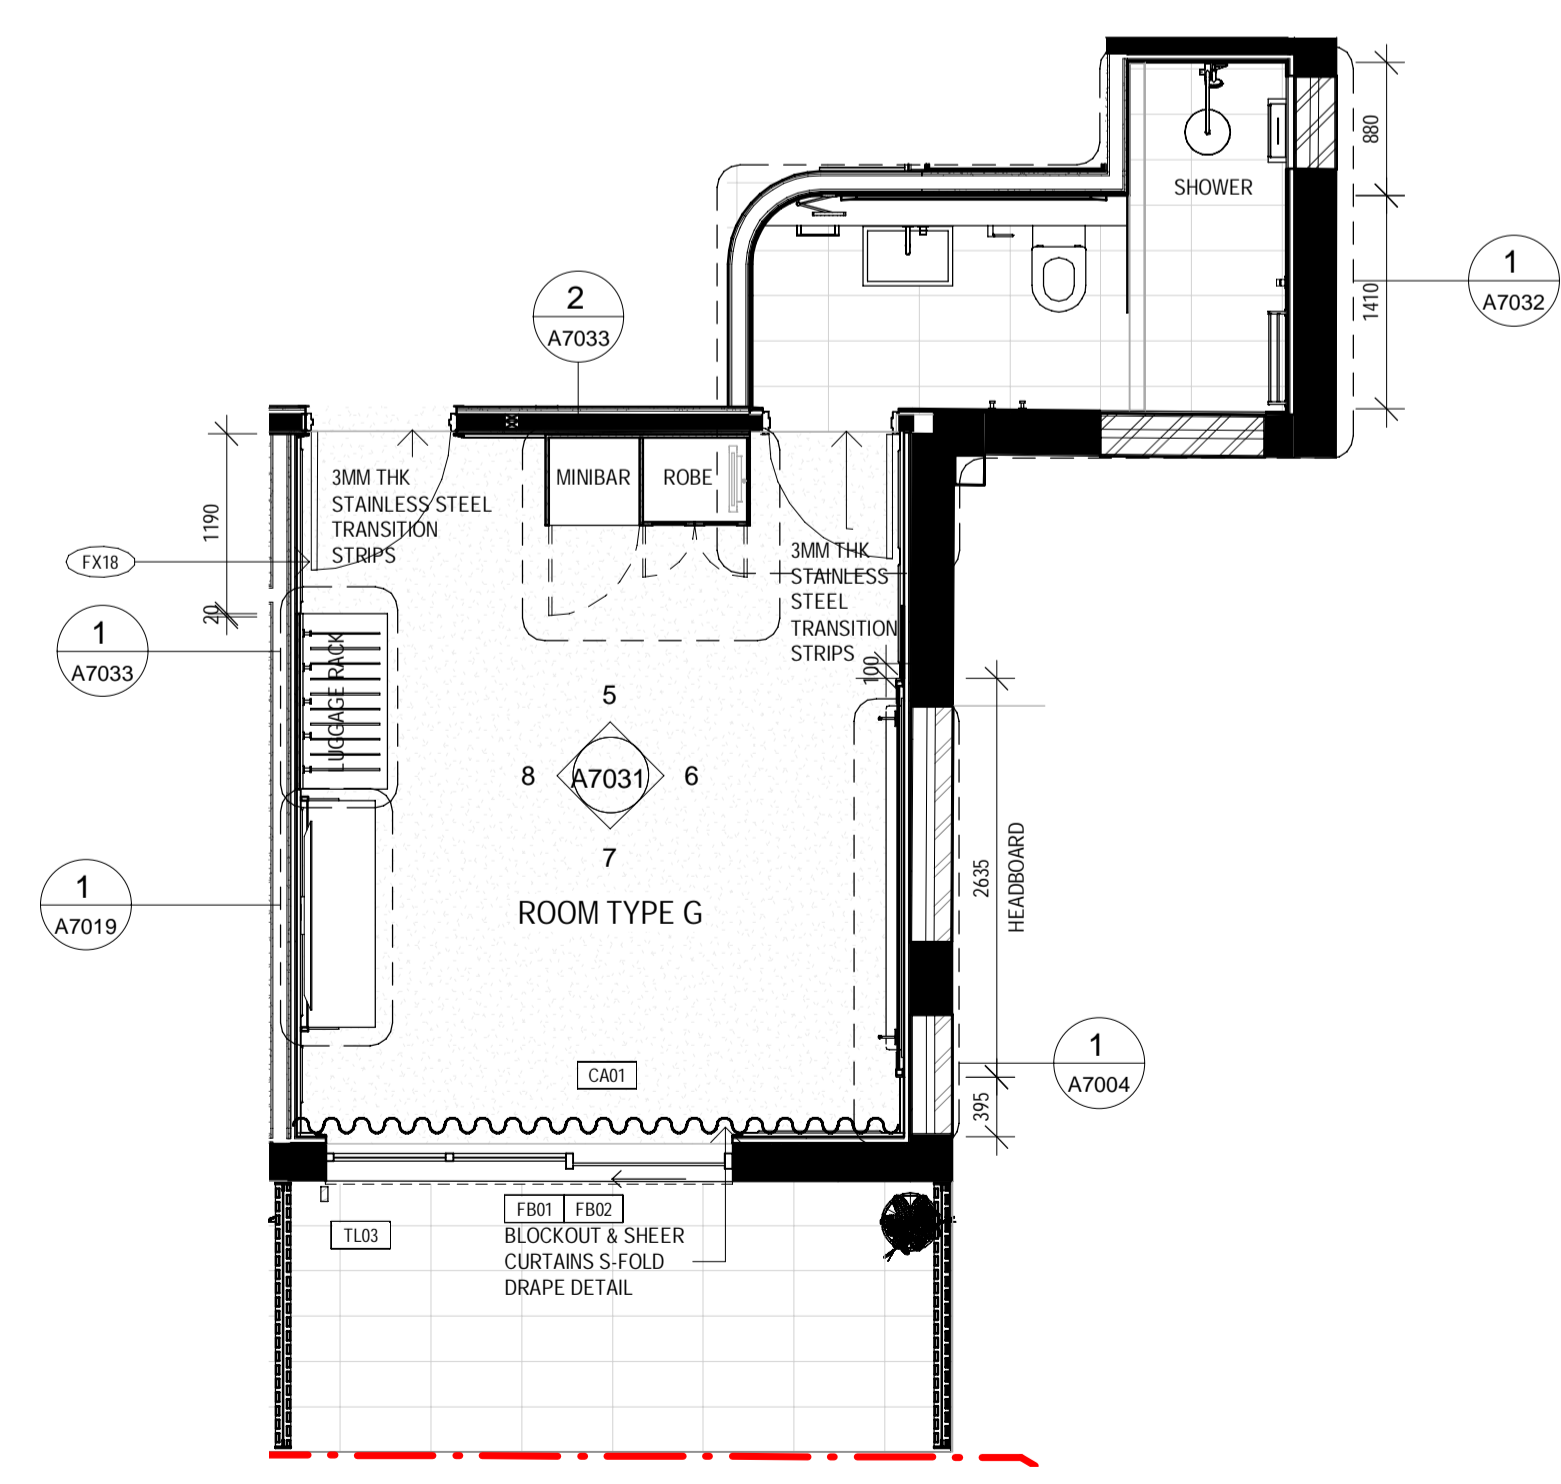 880
SHOWER
1410
1
A7032
2
A7033
3MM THK
STAINLESS STEEL
TRANSITION
STRIPS
MINIBAR
ROBE
1190
FX18
20
1
A7033
LUGGAGE RACK
3MM THK
STAINLESS
STEEL
TRANSITION
STRIPS
100
5
8
A7031
6
7
ROOM TYPE G
2635
HEADBOARD
1
A7019
CA01
1
A7004
395
FB01
FB02
TL03
BLOCKOUT & SHEER
CURTAINS S-FOLD
DRAPE DETAIL